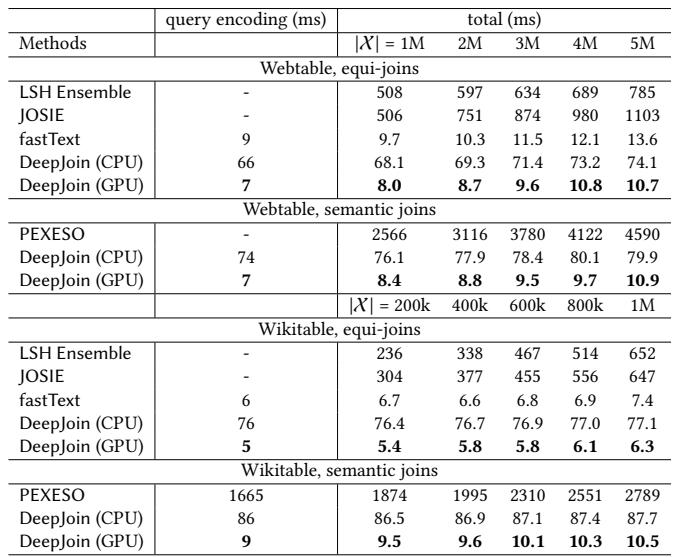 query encoding (ms) total (ms)
Methods |X| = 1M 2M 3M 4M 5M
Webtable, equi-joins
LSH Ensemble - 508 597 634 689 785
JOSIE - 506 751 874 980 1103
fastText 9 9.7 10.3 11.5 12.1 13.6
DeepJoin (CPU) 66 68.1 69.3 71.4 73.2 74.1
DeepJoin (GPU) 7 8.0 8.7 9.6 10.8 10.7
Webtable, semantic joins
PEXESO - 2566 3116 3780 4122 4590
DeepJoin (CPU) 74 76.1 77.9 78.4 80.1 79.9
DeepJoin (GPU) 7 8.4 8.8 9.5 9.7 10.9
|X| = 200k 400k 600k 800k 1M
Wikitable, equi-joins
LSH Ensemble - 236 338 467 514 652
JOSIE - 304 377 455 556 647
fastText 6 6.7 6.6 6.8 6.9 7.4
DeepJoin (CPU) 76 76.4 76.7 76.9 77.0 77.1
DeepJoin (GPU) 5 5.4 5.8 5.8 6.1 6.3
Wikitable, semantic joins
PEXESO 1665 1874 1995 2310 2551 2789
DeepJoin (CPU) 86 86.5 86.9 87.1 87.4 87.7
DeepJoin (GPU) 9 9.5 9.6 10.1 10.3 10.5